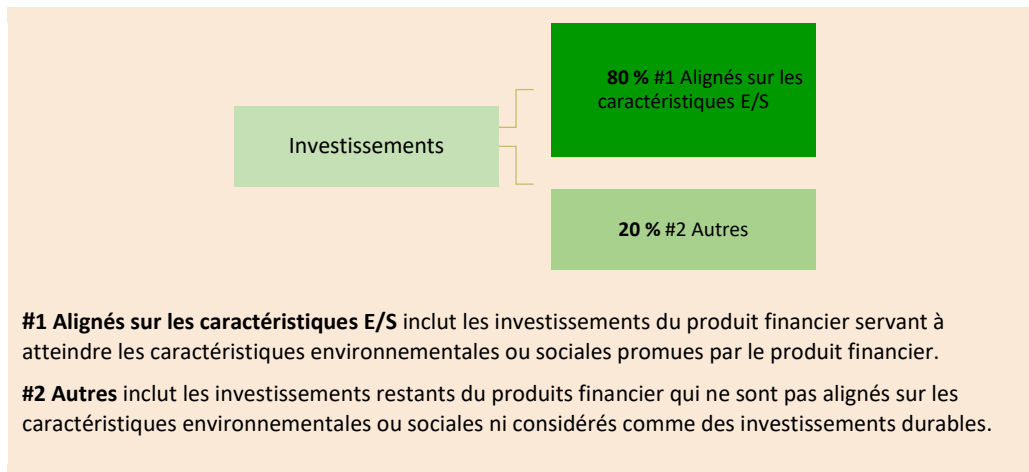 80 % #1 Alignés sur les
caractéristiques E/S
Investissements
20 % #2 Autres
#1 Alignés sur les caractéristiques E/S inclut les investissements du produit financier servant à
atteindre les caractéristiques environnementales ou sociales promues par le produit financier.
#2 Autres inclut les investissements restants du produits financier qui ne sont pas alignés sur les
caractéristiques environnementales ou sociales ni considérés comme des investissements durables.